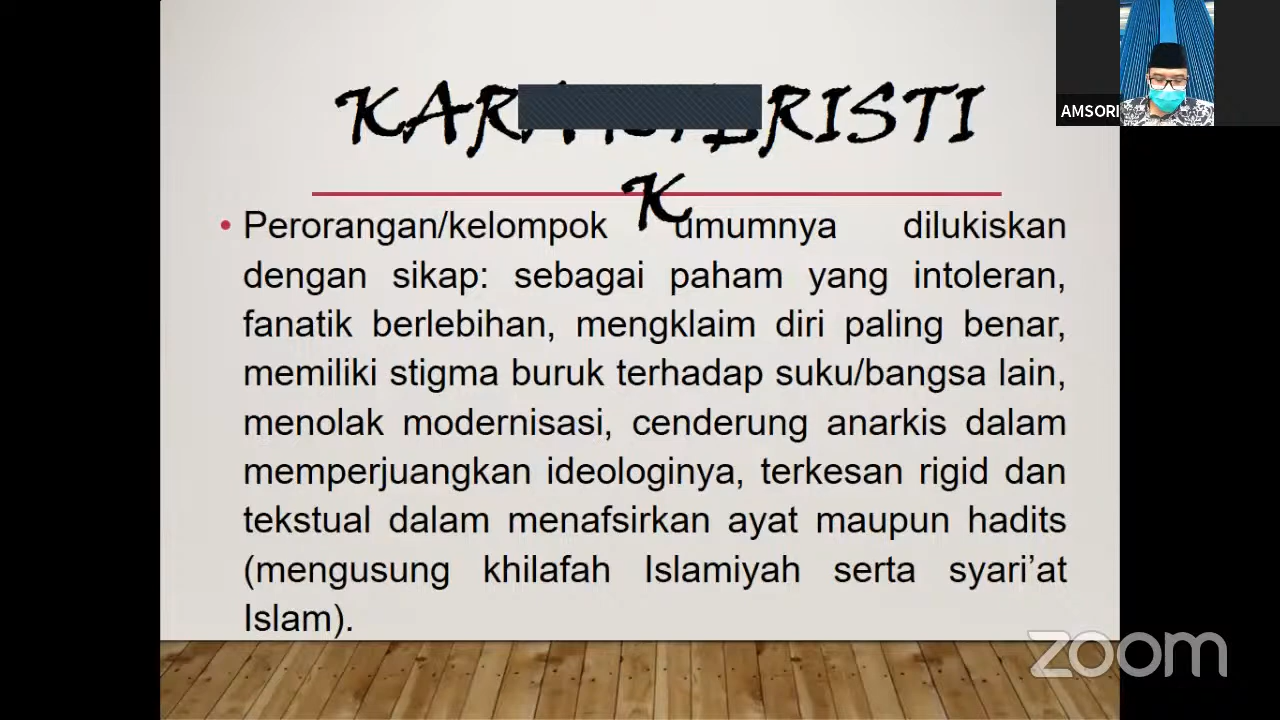 KARAKTERISTI
K
AMSORI
• Perorangan/kelompok umumnya dilukiskan
dengan sikap: sebagai paham yang intoleran,
fanatik berlebihan, mengklaim diri paling benar,
memiliki stigma buruk terhadap suku/bangsa lain,
menolak modernisasi, cenderung anarkis dalam
memperjuangkan ideologinya, terkesan rigid dan
tekstual dalam menafsirkan ayat maupun hadits
(mengusung khilafah Islamiyah serta syari’at
Islam).
zoom